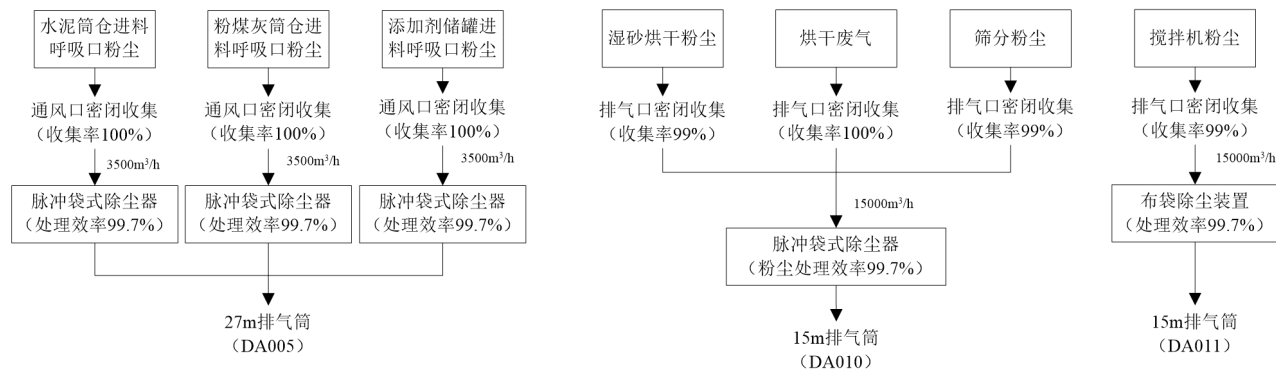 水泥筒仓进料
呼吸口粉尘
粉煤灰筒仓进
料呼吸口粉尘
添加剂储罐进
料呼吸口粉尘
通风口密闭收集
（收集率100%）
通风口密闭收集
（收集率100%）
通风口密闭收集
（收集率100%）
3500m³/h
3500m³/h
3500m³/h
脉冲袋式除尘器
（处理效率99.7%）
脉冲袋式除尘器
（处理效率99.7%）
脉冲袋式除尘器
（处理效率99.7%）
27m排气筒
（DA005）
湿砂烘干粉尘
烘干废气
筛分粉尘
排气口密闭收集
（收集率99%）
排气口密闭收集
（收集率100%）
排气口密闭收集
（收集率99%）
15000m³/h
脉冲袋式除尘器
（粉尘处理效率99.7%）
15m排气筒
（DA010）
搅拌机粉尘
排气口密闭收集
（收集率99%）
15000m³/h
布袋除尘装置
（处理效率99.7%）
15m排气筒
（DA011）